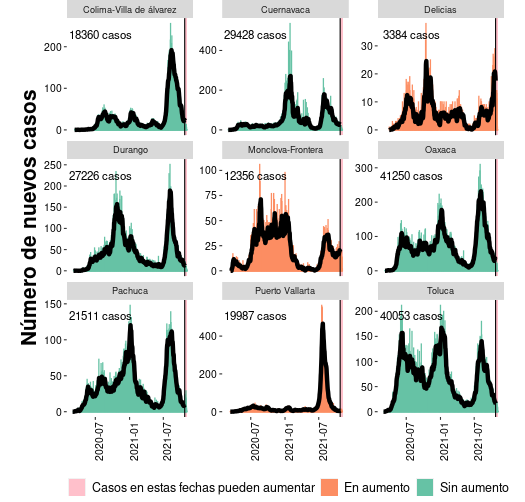 Número de nuevos casos
Colima-Villa de álvarez
18360 casos
200
100
0
Cuernavaca
29428 casos
400
200
0
Delicias
3384 casos
30
20
10
0
Durango
27226 casos
250
200
150
100
50
0
Monclova-Frontera
12356 casos
100
75
50
25
0
Oaxaca
41250 casos
300
200
100
0
Pachuca
21511 casos
150
100
50
0
Puerto Vallarta
19987 casos
400
200
0
Toluca
40053 casos
200
150
100
50
0
2020-07
2021-01
2021-07
2020-07
2021-01
2021-07
2020-07
2021-01
2021-07
Casos en estas fechas pueden aumentar
En aumento
Sin aumento